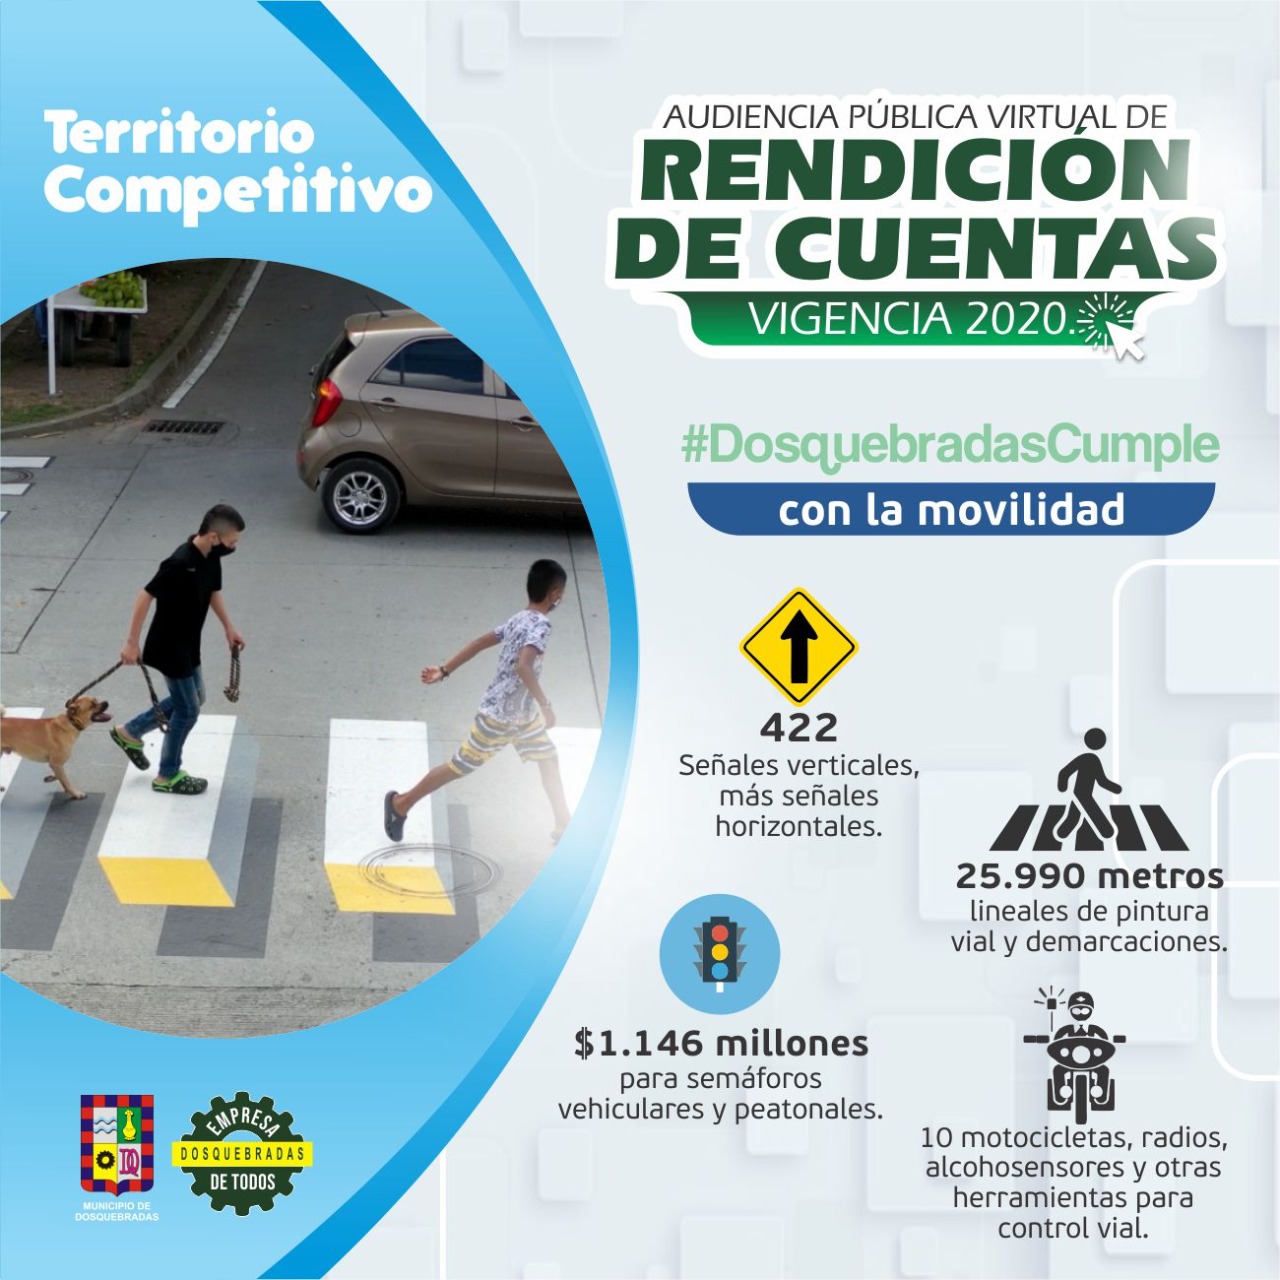 Territorio
Competitivo
AUDIENCIA PÚBLICA VIRTUAL DE
RENDICIÓN
DE CUENTAS
VIGENCIA 2020.
#DosquebradasCumple
con la movilidad
422
Señales verticales,
más señales
horizontales.
25.990 metros
lineales de pintura
vial y demarcaciones.
$1.146 millones
para semáforos
vehiculares y peatonales.
10 motocicletas, radios,
alcohosensores y otras
herramientas para
control vial.
MUNICIPIO DE
DOSQUEBRADAS
EMPRESA
DOSQUEBRADAS
DE TODOS